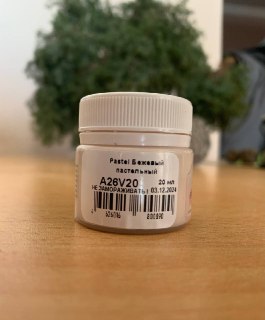 Pastel Бежевый
пастельный
A26V20 20 мл
НЕ ЗАМОРАЖИВАТЬ! 03.12.2024